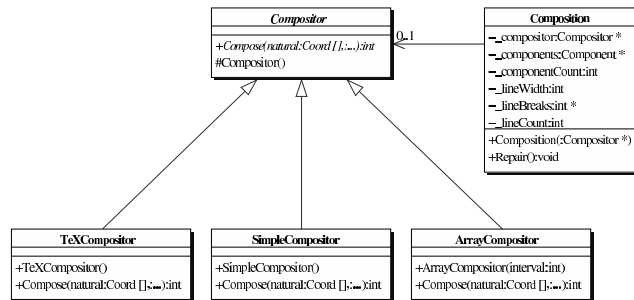 Compositor
+Compose(natural:Coord [],:...):int
#Compositor()
0..1
Composition
-_compositor:Compositor *
-_components:Component *
-_componentCount:int
-_lineWidth:int
-_lineBreaks:int *
-_lineCount:int
+Composition(:Compositor *)
+Repair():void
TeXCompositor
+TeXCompositor()
+Compose(natural:Coord [],:...):int
SimpleCompositor
+SimpleCompositor()
+Compose(natural:Coord [],:...):int
ArrayCompositor
+ArrayCompositor(interval:int)
+Compose(natural:Coord [],:...):int